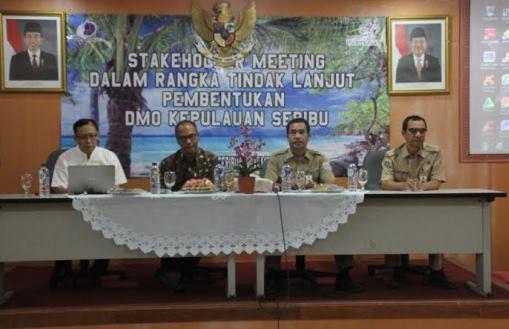 STAKEHOLDER MEETING
DALAM RANGKA TINDAK LANJUT
PEMBENTUKAN
DMO KEPULAUAN SERIBU